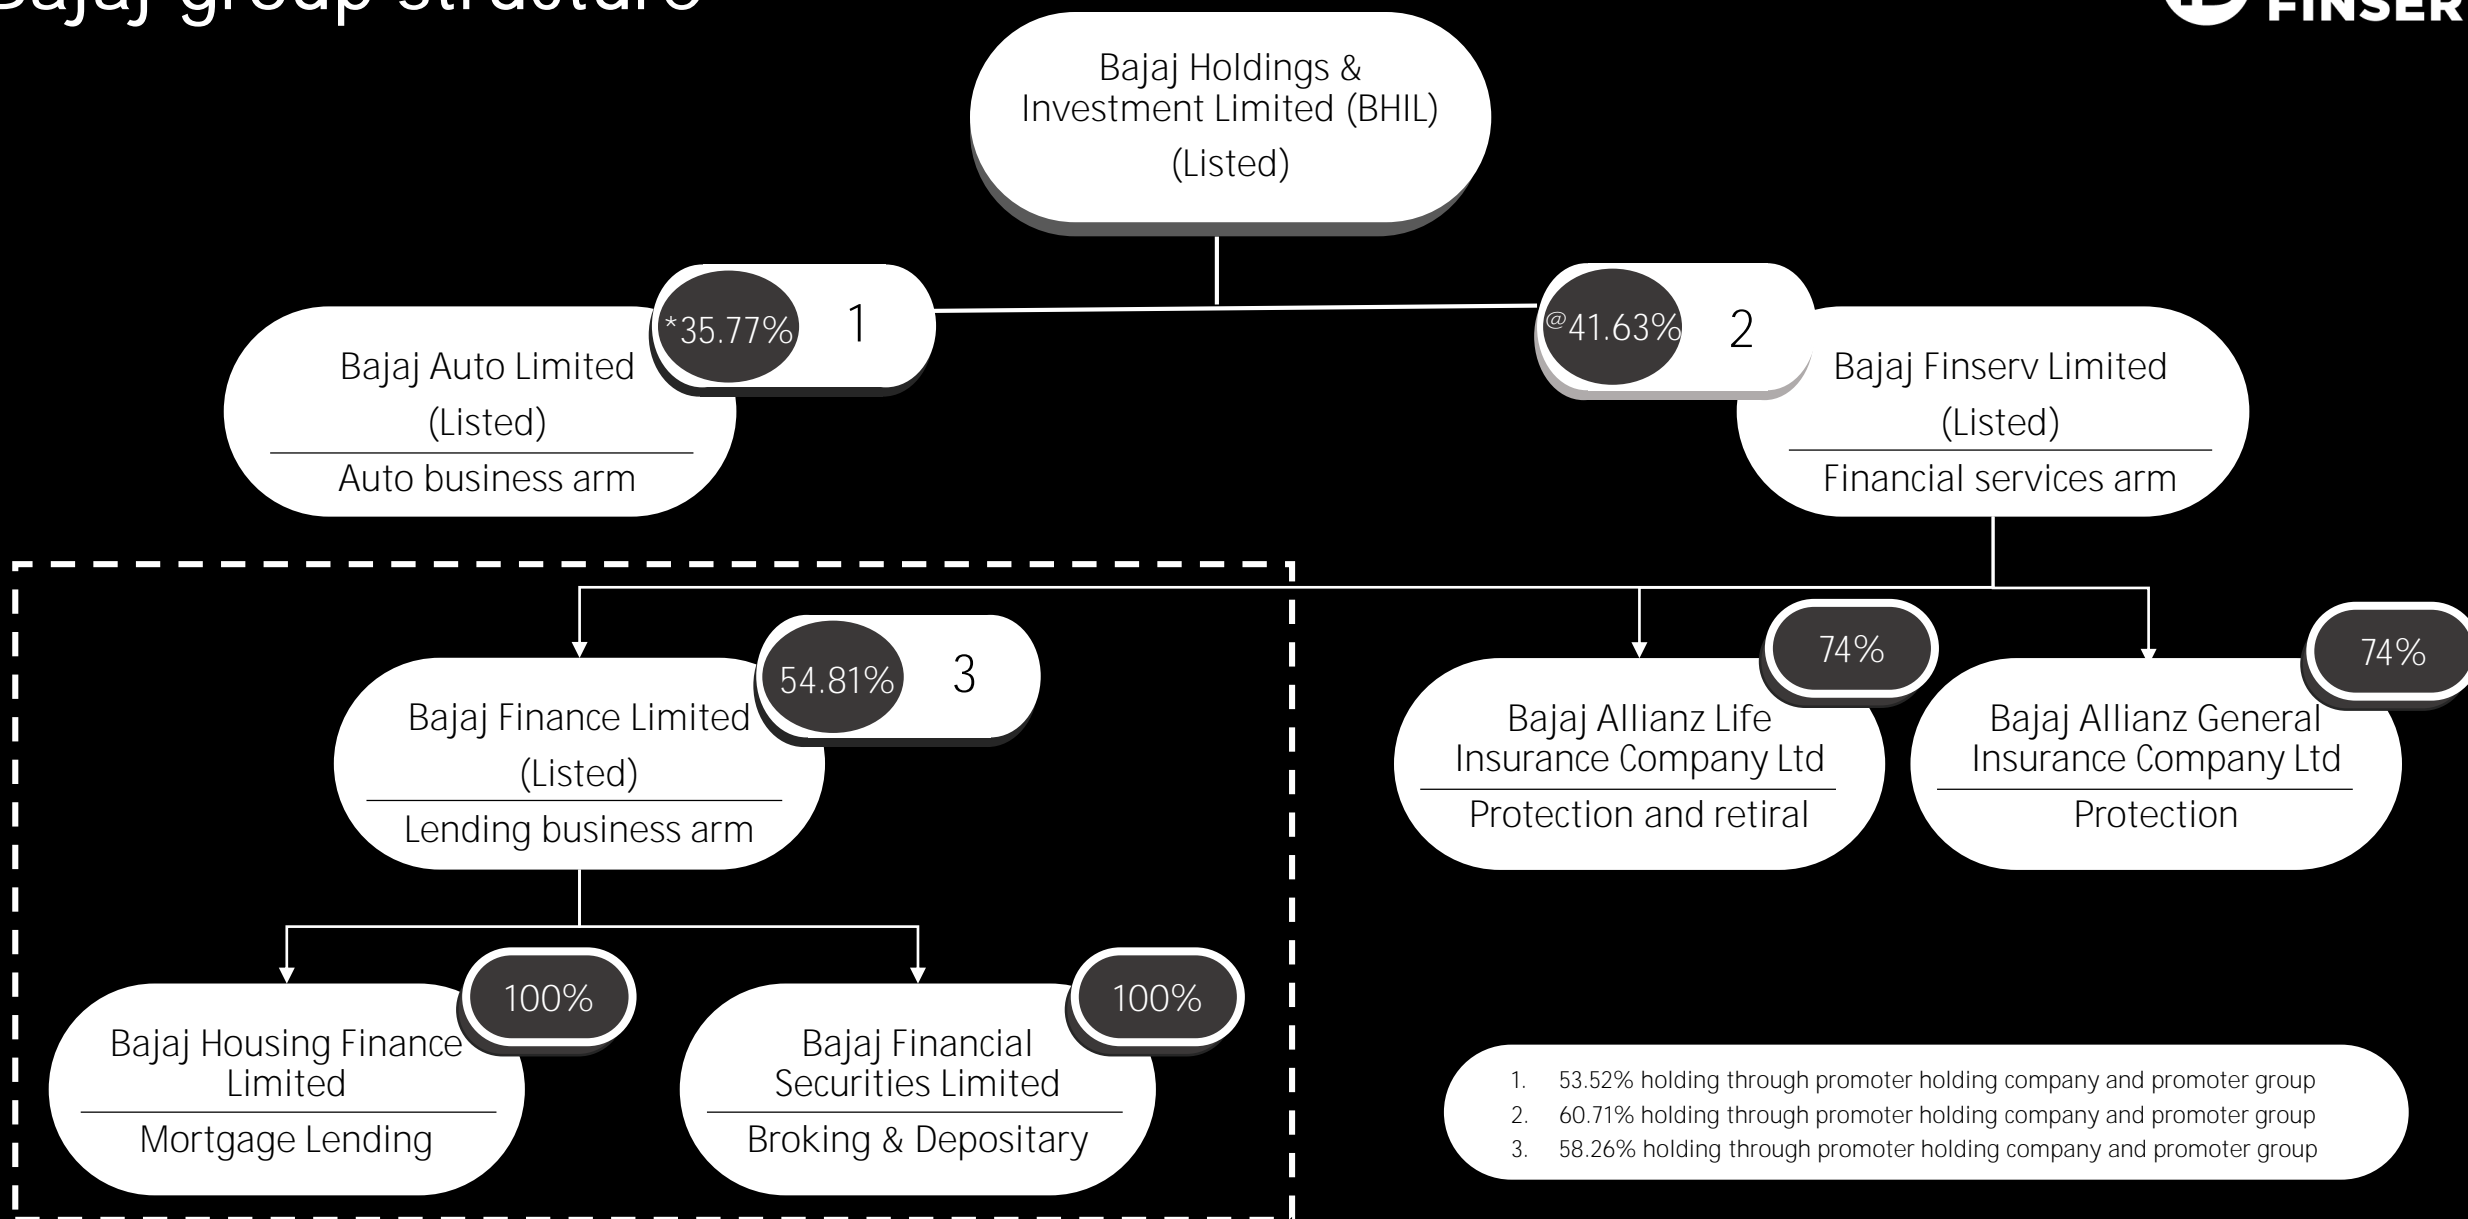 Bajaj group structure
FINSER
Bajaj Holdings &
Investment Limited (BHIL)
(Listed)
*35.77% 1
@41.63% 2
Bajaj Auto Limited
(Listed)
Auto business arm
Bajaj Finserv Limited
(Listed)
Financial services arm
54.81% 3
Bajaj Finance Limited
(Listed)
Lending business arm
74%
Bajaj Allianz Life
Insurance Company Ltd
Protection and retiral
74%
Bajaj Allianz General
Insurance Company Ltd
Protection
100%
Bajaj Housing Finance
Limited
Mortgage Lending
100%
Bajaj Financial
Securities Limited
Broking & Depositary
1. 53.52% holding through promoter holding company and promoter group
2. 60.71% holding through promoter holding company and promoter group
3. 58.26% holding through promoter holding company and promoter group